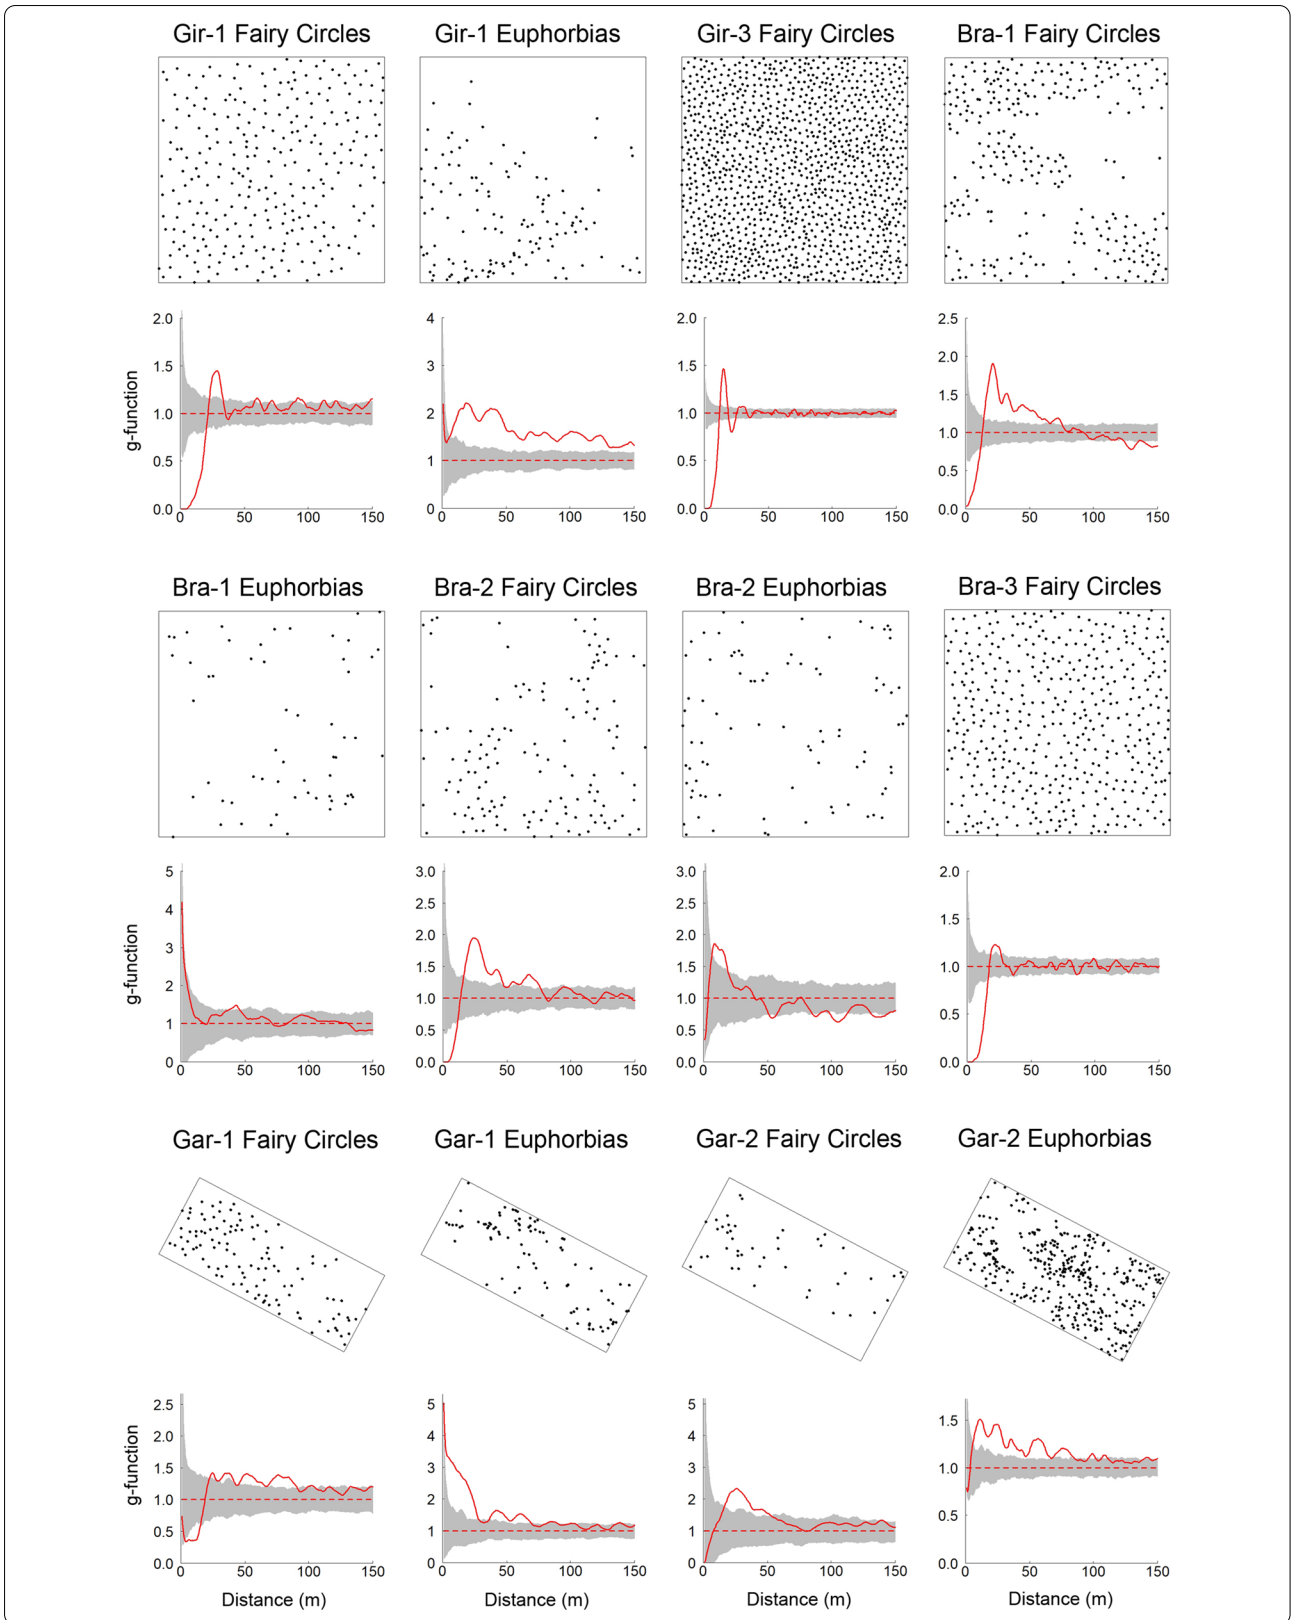 Gir-1 Fairy Circles
Gir-1 Euphorbias
Gir-3 Fairy Circles
Bra-1 Fairy Circles
g-function
2.0
1.5
1.0
0.5
0.0
0 50 100 150
4
3
2
1
0
0 50 100 150
2.0
1.5
1.0
0.5
0.0
0 50 100 150
2.5
2.0
1.5
1.0
0.5
0.0
0 50 100 150
Bra-1 Euphorbias
Bra-2 Fairy Circles
Bra-2 Euphorbias
Bra-3 Fairy Circles
g-function
5
4
3
2
1
0
0 50 100 150
3.0
2.5
2.0
1.5
1.0
0.5
0.0
0 50 100 150
3.0
2.5
2.0
1.5
1.0
0.5
0.0
0 50 100 150
2.0
1.5
1.0
0.5
0.0
0 50 100 150
Gar-1 Fairy Circles
Gar-1 Euphorbias
Gar-2 Fairy Circles
Gar-2 Euphorbias
g-function
2.5
2.0
1.5
1.0
0.5
0.0
0 50 100 150
Distance (m)
5
4
3
2
1
0
0 50 100 150
Distance (m)
5
4
3
2
1
0
0 50 100 150
Distance (m)
1.5
1.0
0.5
0.0
0 50 100 150
Distance (m)